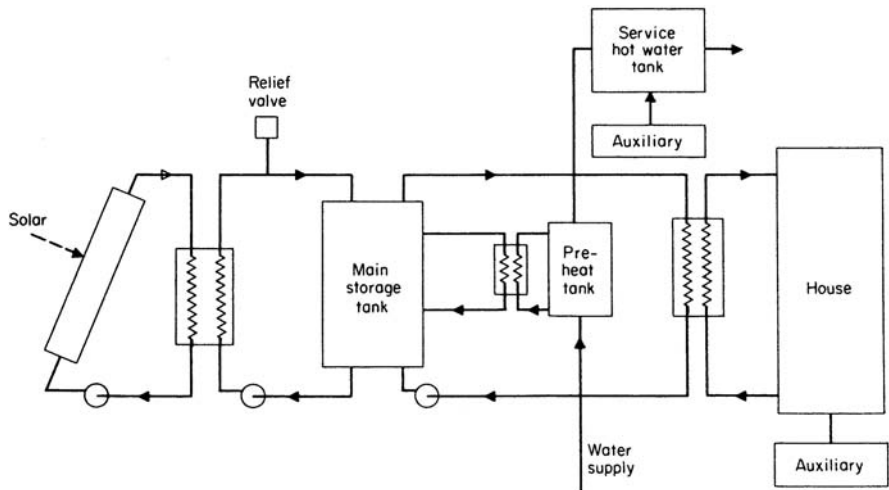 Service
hot water
tank
Relief
valve
Auxiliary
Solar
Main
storage
tank
Pre-
heat
tank
House
Water
supply
Auxiliary